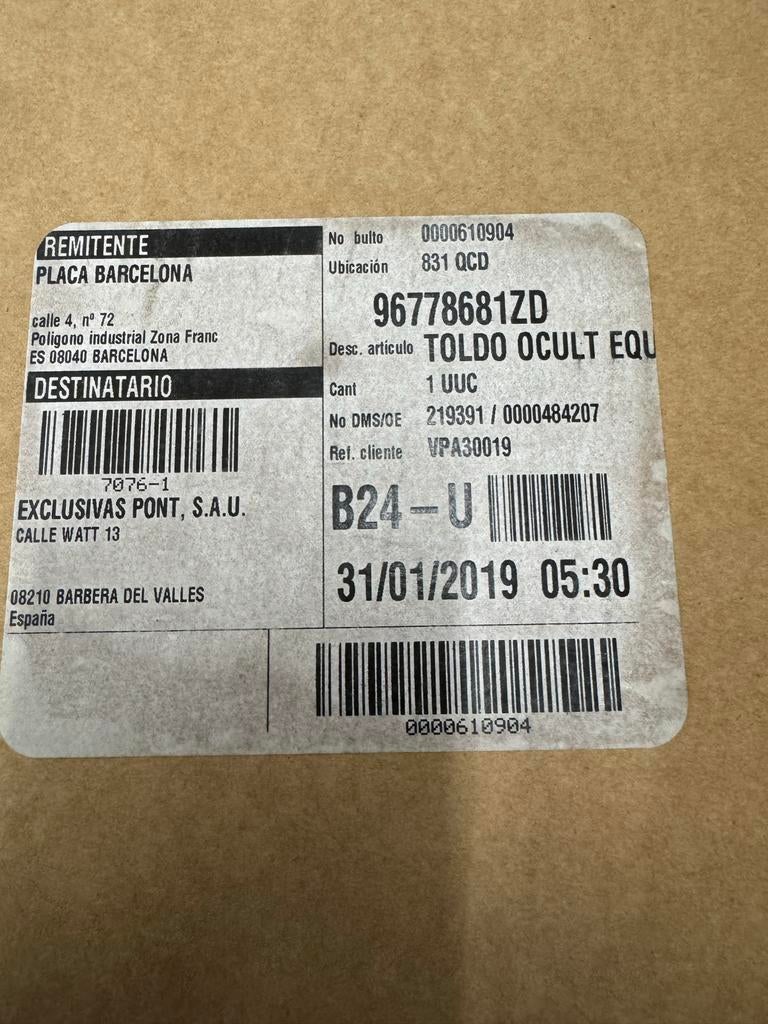 REMITENTE
PLACA BARCELONA
calle 4, nº 72
Poligono industrial Zona Franc
ES 08040 BARCELONA
DESTINATARIO
7076-1
EXCLUSIVAS PONT, S.A.U.
CALLE WATT 13
08210 BARBERA DEL VALLES
España
No bulto 0000610904
Ubicación 831 QCD
96778681ZD
Desc. artículo TOLDO OCULT EQU
Cant 1 UUC
No DMS/OE 219391 / 0000484207
Ref. cliente VPA30019
B24-U
31/01/2019 05:30
0000610904